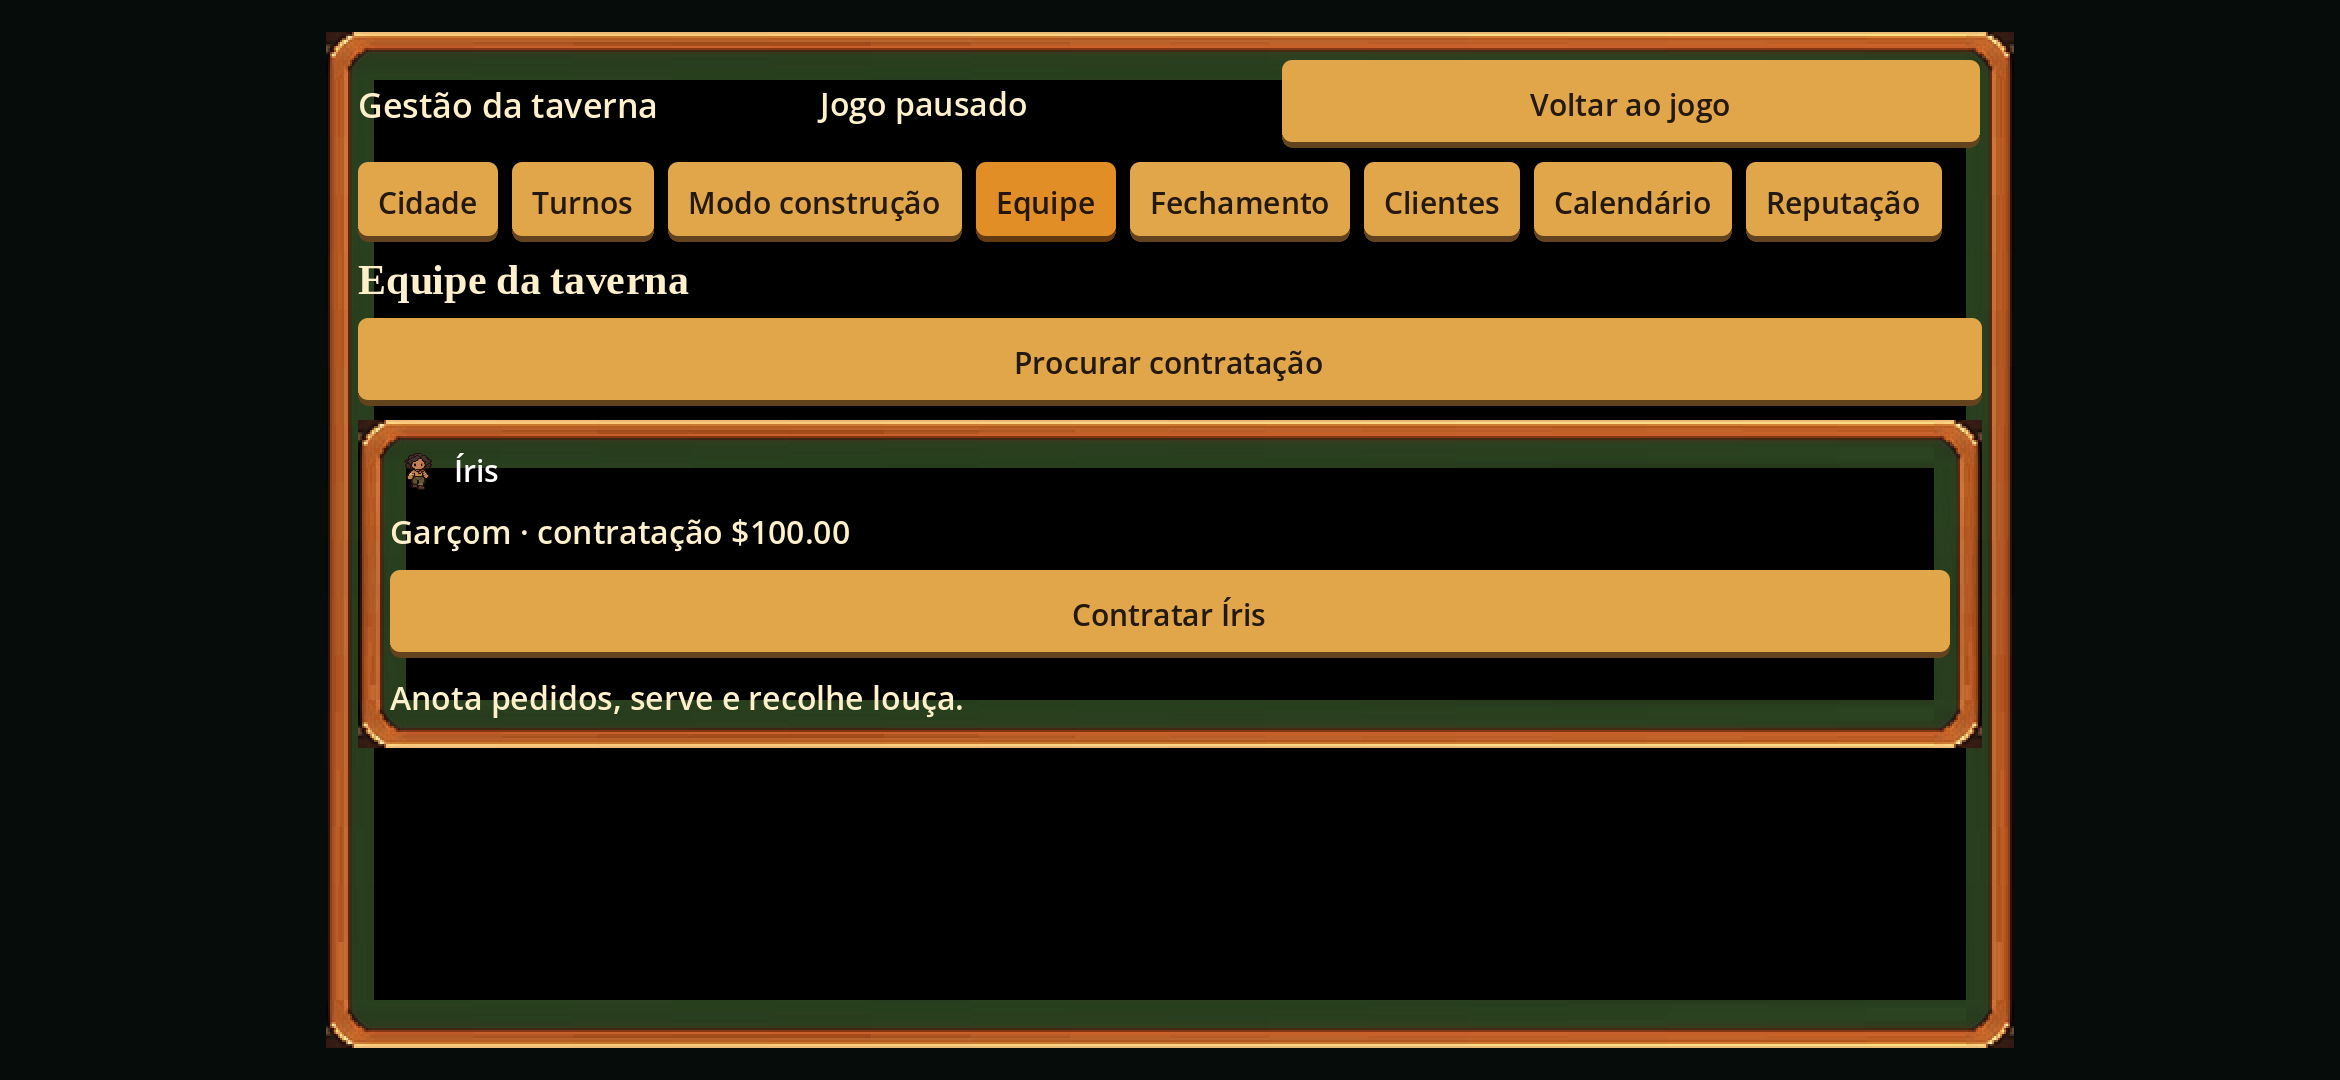 Gestão da taverna
Jogo pausado
Voltar ao jogo
Cidade
Turnos
Modo construção
Equipe
Fechamento
Clientes
Calendário
Reputação
Equipe da taverna
Procurar contratação
Íris
Garçom · contratação $100.00
Contratar Íris
Anota pedidos, serve e recolhe louça.